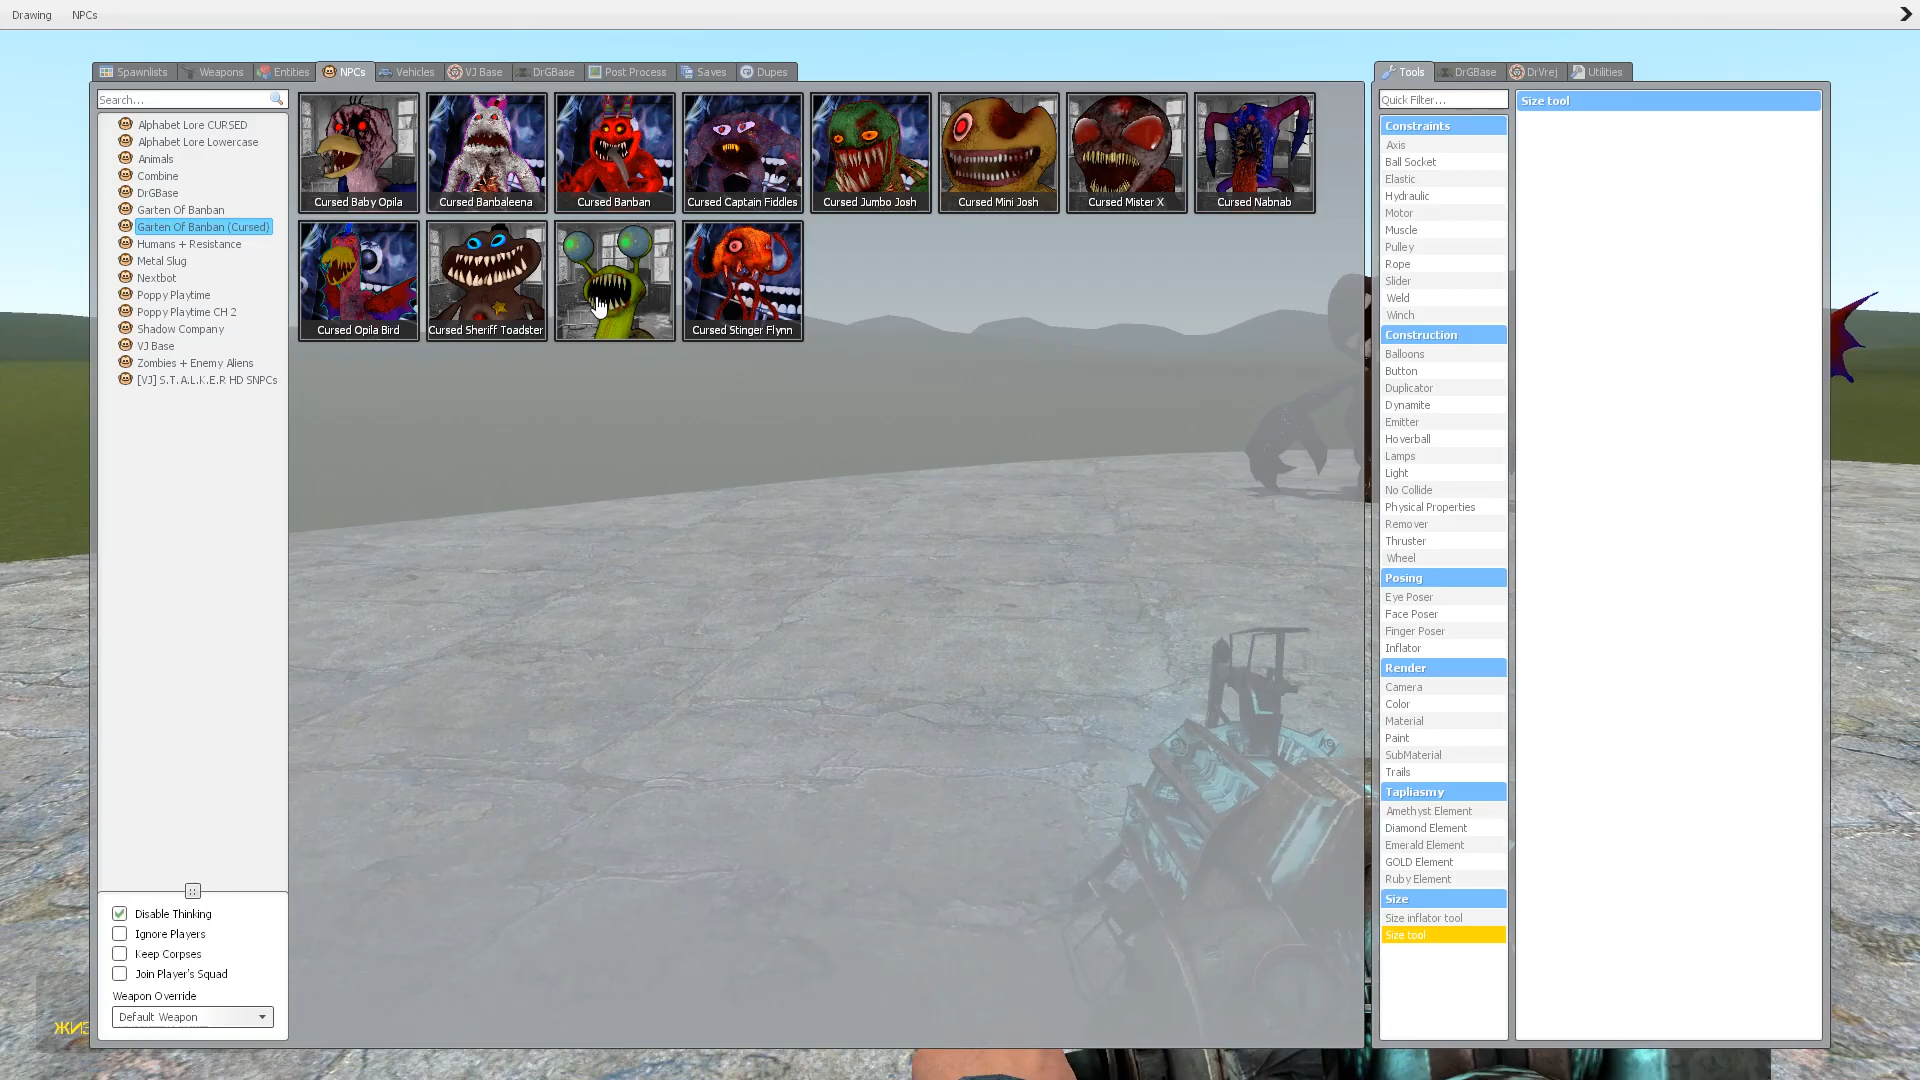 Drawing NPCs
Spawnlists Weapons Entities NPCs Vehicles VJ Base DrGBase Post Process Saves Dupes
Search...
Alphabet Lore CURSED
Alphabet Lore Lowercase
Animals
Combine
DrGBase
Garten Of Banban
Garten Of Banban (Cursed)
Humans + Resistance
Metal Slug
Nextbot
Poppy Playtime
Poppy Playtime CH 2
Shadow Company
VJ Base
Zombies + Enemy Aliens
[VJ] S.T.A.L.K.E.R HD SNPCs
Cursed Baby Opila
Cursed Banbaleena
Cursed Banban
Cursed Captain Fiddles
Cursed Jumbo Josh
Cursed Mini Josh
Cursed Mister X
Cursed Nabnab
Cursed Opila Bird
Cursed Sheriff Toadster
Cursed Stinger Flynn
Disable Thinking
Ignore Players
Keep Corpses
Join Player's Squad
Weapon Override
Default Weapon
Tools DrGBase DrVrej Utilities
Quick Filter...
Constraints
Axis
Ball Socket
Elastic
Hydraulic
Motor
Muscle
Pulley
Rope
Slider
Weld
Winch
Construction
Balloons
Button
Duplicator
Dynamite
Emitter
Hoverball
Lamps
Light
No Collide
Physical Properties
Remover
Thruster
Wheel
Posing
Eye Poser
Face Poser
Finger Poser
Inflator
Render
Camera
Color
Material
Paint
SubMaterial
Trails
Tapliasmy
Amethyst Element
Diamond Element
Emerald Element
GOLD Element
Ruby Element
Size
Size inflator tool
Size tool
Size tool